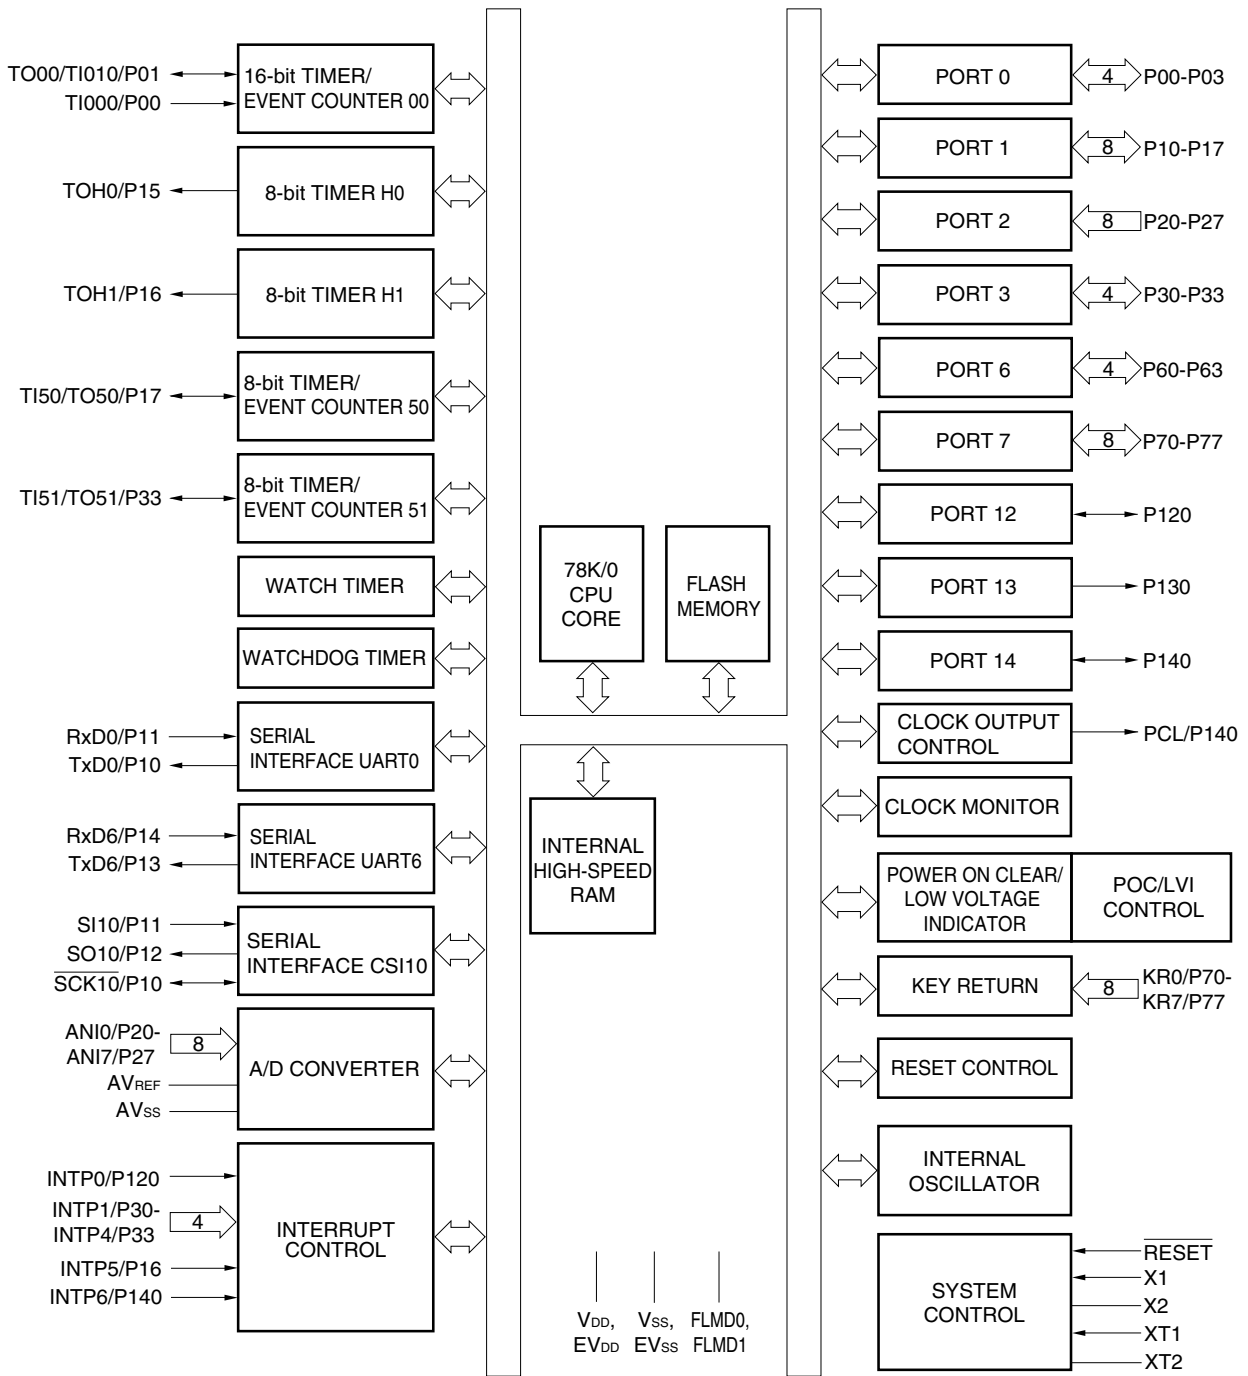 TO00/TI010/P01
TI000/P00
16-bit TIMER/
EVENT COUNTER 00
TOH0/P15
8-bit TIMER H0
TOH1/P16
8-bit TIMER H1
TI50/TO50/P17
8-bit TIMER/
EVENT COUNTER 50
TI51/TO51/P33
8-bit TIMER/
EVENT COUNTER 51
WATCH TIMER
WATCHDOG TIMER
RxD0/P11
TxD0/P10
SERIAL
INTERFACE UART0
RxD6/P14
TxD6/P13
SERIAL
INTERFACE UART6
SI10/P11
SO10/P12
SCK10/P10
SERIAL
INTERFACE CSI10
ANI0/P20-
ANI7/P27
8
AVREF
AVSS
A/D CONVERTER
INTP0/P120
INTP1/P30-
INTP4/P33
4
INTP5/P16
INTP6/P140
INTERRUPT
CONTROL
78K/0
CPU
CORE
FLASH
MEMORY
INTERNAL
HIGH-SPEED
RAM
VDD,
EVDD
VSS,
EVSS
FLMD0,
FLMD1
PORT 0
4
P00-P03
PORT 1
8
P10-P17
PORT 2
8
P20-P27
PORT 3
4
P30-P33
PORT 6
4
P60-P63
PORT 7
8
P70-P77
PORT 12
P120
PORT 13
P130
PORT 14
P140
CLOCK OUTPUT
CONTROL
PCL/P140
CLOCK MONITOR
POWER ON CLEAR/
LOW VOLTAGE
INDICATOR
POC/LVI
CONTROL
KEY RETURN
8
KR0/P70-
KR7/P77
RESET CONTROL
INTERNAL
OSCILLATOR
SYSTEM
CONTROL
RESET
X1
X2
XT1
XT2